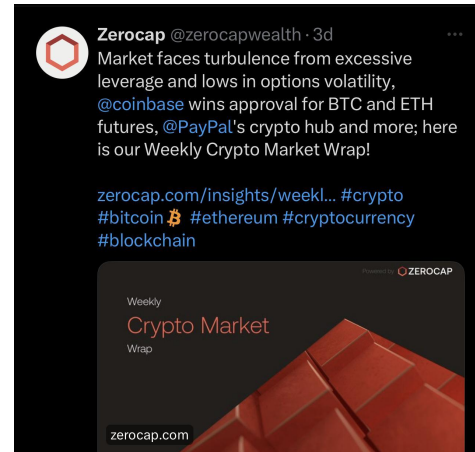 Zerocap @zerocapwealth · 3d
Market faces turbulence from excessive
leverage and lows in options volatility,
@coinbase wins approval for BTC and ETH
futures, @PayPal's crypto hub and more; here
is our Weekly Crypto Market Wrap!
zerocap.com/insights/weekl... #crypto
#bitcoin #ethereum #cryptocurrency
#blockchain
Powered by ZEROCAP
Weekly
Crypto Market
Wrap
zerocap.com